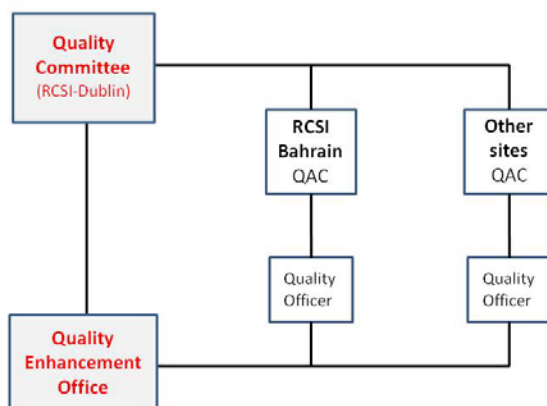 Quality
Committee
(RCSI-Dublin)
RCSI
Bahrain
QAC
Other
sites
QAC
Quality
Officer
Quality
Officer
Quality
Enhancement
Office